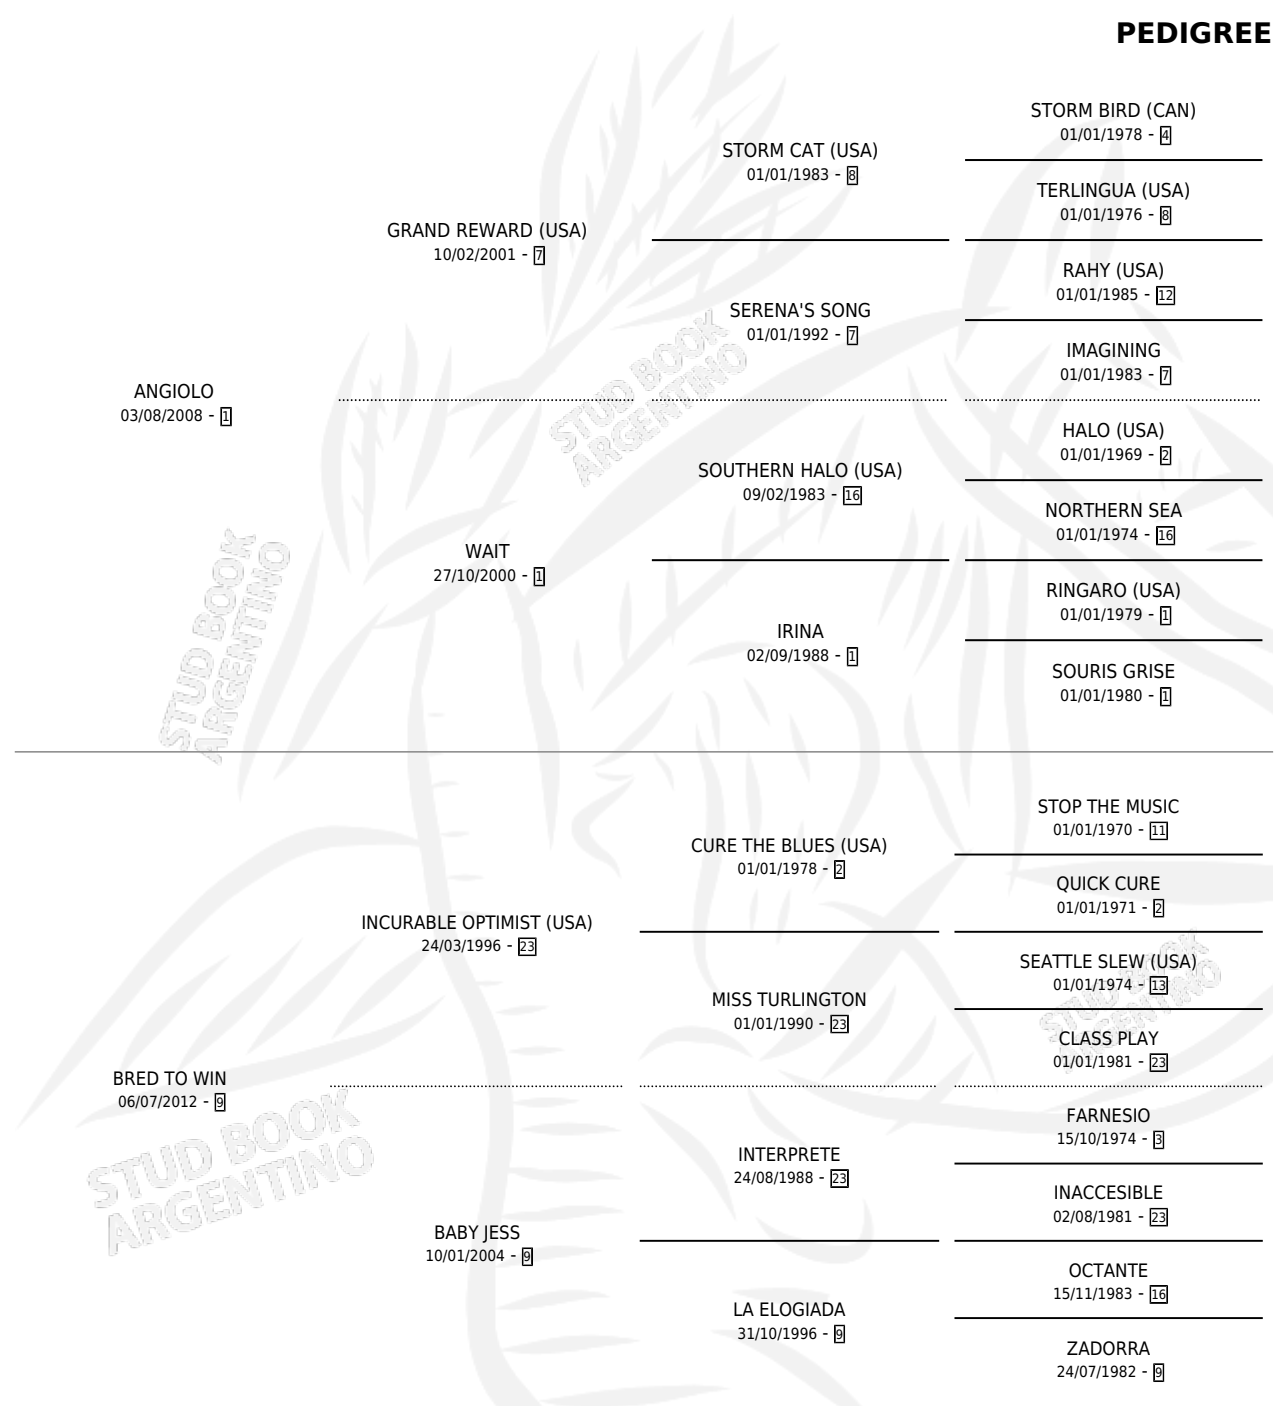 PEDIGREE
STORM BIRD (CAN)
01/01/1978 - 4
STORM CAT (USA)
01/01/1983 - 8
TERLINGUA (USA)
01/01/1976 - 8
GRAND REWARD (USA)
10/02/2001 - 7
RAHY (USA)
01/01/1985 - 12
SERENA'S SONG
01/01/1992 - 7
IMAGINING
01/01/1983 - 7
ANGIOLO
03/08/2008 - 1
HALO (USA)
01/01/1969 - 2
SOUTHERN HALO (USA)
09/02/1983 - 16
NORTHERN SEA
01/01/1974 - 16
WAIT
27/10/2000 - 1
RINGARO (USA)
01/01/1979 - 1
IRINA
02/09/1988 - 1
SOURIS GRISE
01/01/1980 - 1
STOP THE MUSIC
01/01/1970 - 11
CURE THE BLUES (USA)
01/01/1978 - 2
QUICK CURE
01/01/1971 - 2
INCURABLE OPTIMIST (USA)
24/03/1996 - 23
SEATTLE SLEW (USA)
01/01/1974 - 13
MISS TURLINGTON
01/01/1990 - 23
CLASS PLAY
01/01/1981 - 23
BRED TO WIN
06/07/2012 - 9
FARNESIO
15/10/1974 - 3
INTERPRETE
24/08/1988 - 23
INACCESIBLE
02/08/1981 - 23
BABY JESS
10/01/2004 - 9
OCTANTE
15/11/1983 - 16
LA ELOGIADA
31/10/1996 - 9
ZADORRA
24/07/1982 - 9
STUD BOOK
ARGENTINO
STUD BOOK
ARGENTINO
STUD BOOK
ARGENTINO
STUD BOOK
ARGENTINO